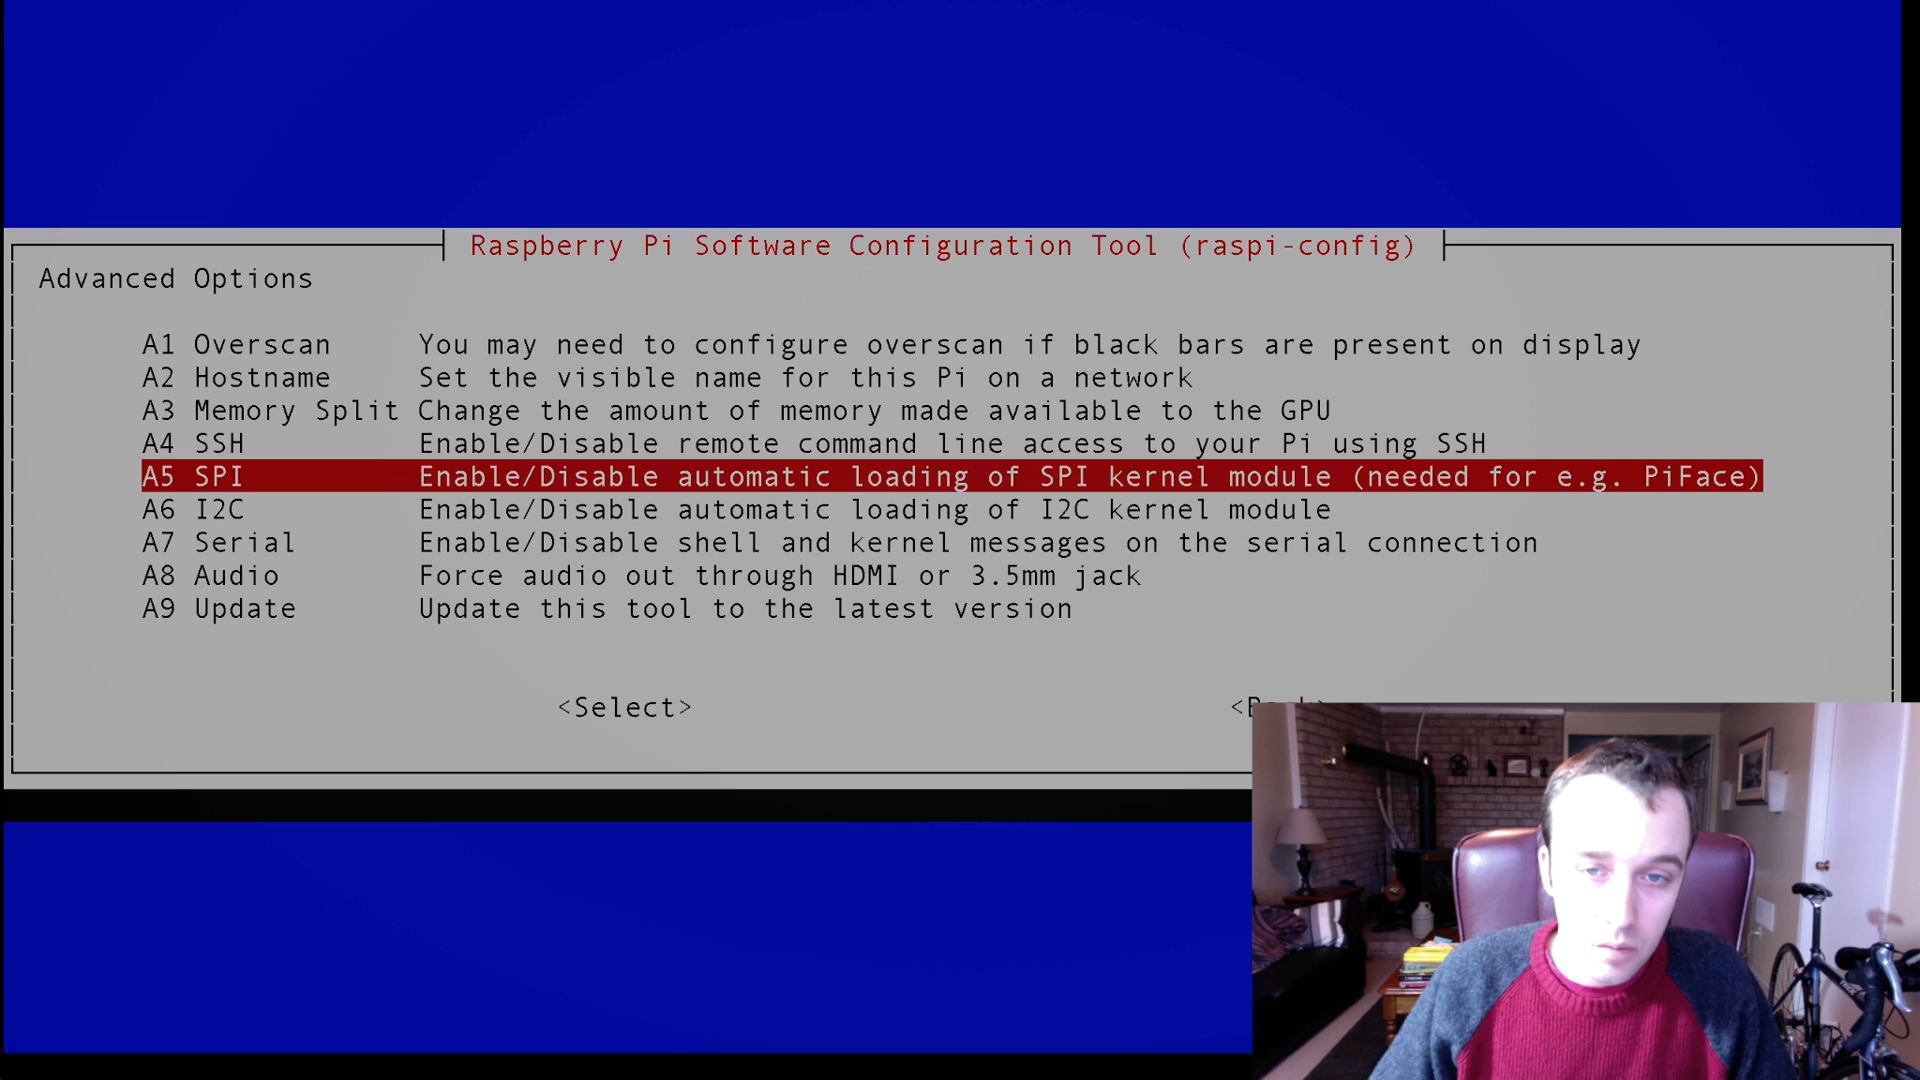 Raspberry Pi Software Configuration Tool (raspi-config)
Advanced Options
A1 Overscan You may need to configure overscan if black bars are present on display
A2 Hostname Set the visible name for this Pi on a network
A3 Memory Split Change the amount of memory made available to the GPU
A4 SSH Enable/Disable remote command line access to your Pi using SSH
A5 SPI Enable/Disable automatic loading of SPI kernel module (needed for e.g. PiFace)
A6 I2C Enable/Disable automatic loading of I2C kernel module
A7 Serial Enable/Disable shell and kernel messages on the serial connection
A8 Audio Force audio out through HDMI or 3.5mm jack
A9 Update Update this tool to the latest version
<Select>